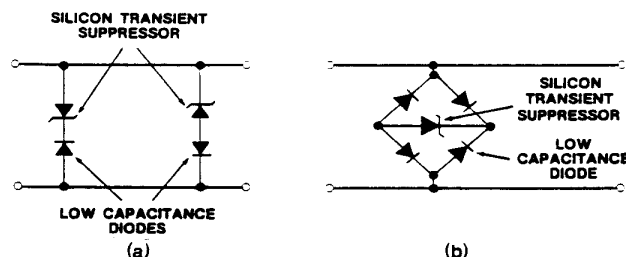 SILICON TRANSIENT
SUPPRESSOR
LOW CAPACITANCE
DIODES
(a)
SILICON
TRANSIENT
SUPPRESSOR
LOW
CAPACITANCE
DIODE
(b)